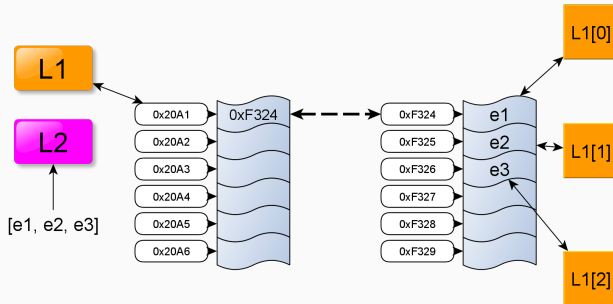 L1
L2
[e1, e2, e3]
0x20A1
0x20A2
0x20A3
0x20A4
0x20A5
0x20A6
0xF324
0xF324
0xF325
0xF326
0xF327
0xF328
0xF329
e1
e2
e3
L1[0]
L1[1]
L1[2]